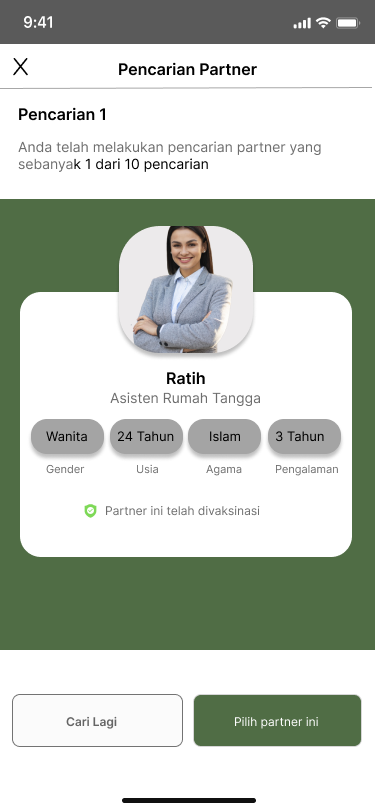 9:41
X
Pencarian Partner
Pencarian 1
Anda telah melakukan pencarian partner yang
sebanyak 1 dari 10 pencarian
Ratih
Asisten Rumah Tangga
Wanita 24 Tahun Islam 3 Tahun
Gender Usia Agama Pengalaman
Partner ini telah divaksinasi
Cari Lagi Pilih partner ini